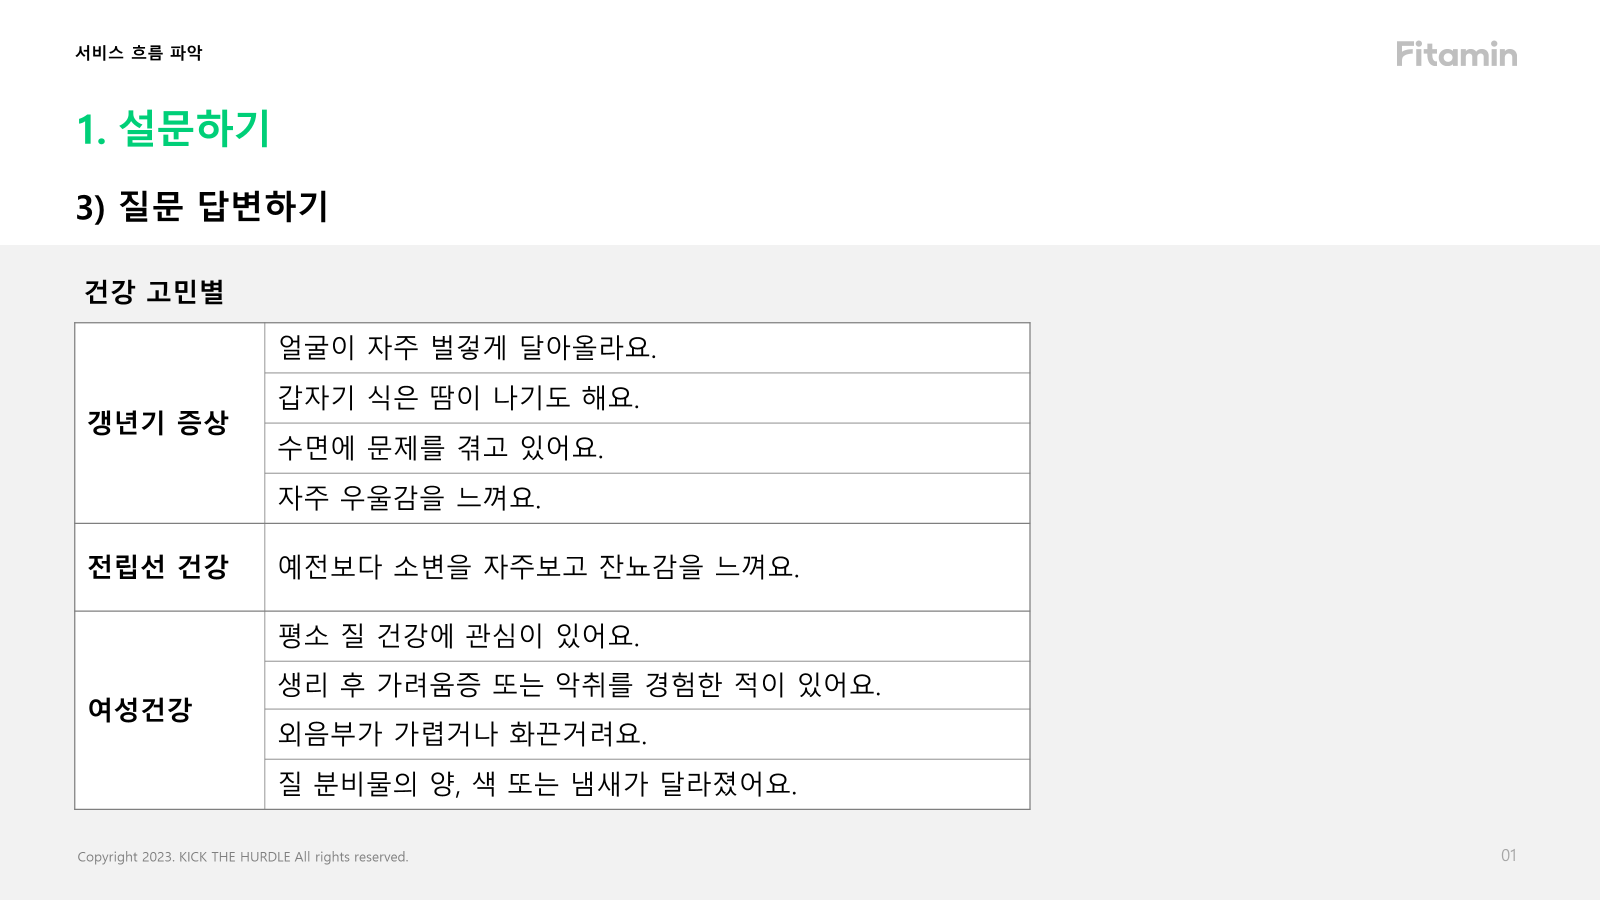 서비스 흐름 파악
Fitamin
1. 설문하기
3) 질문 답변하기
건강 고민별
갱년기 증상
얼굴이 자주 벌겋게 달아올라요.
갑자기 식은 땀이 나기도 해요.
수면에 문제를 겪고 있어요.
자주 우울감을 느껴요.
전립선 건강
예전보다 소변을 자주보고 잔뇨감을 느껴요.
여성건강
평소 질 건강에 관심이 있어요.
생리 후 가려움증 또는 악취를 경험한 적이 있어요.
외음부가 가렵거나 화끈거려요.
질 분비물의 양, 색 또는 냄새가 달라졌어요.
Copyright 2023. KICK THE HURDLE All rights reserved.
01